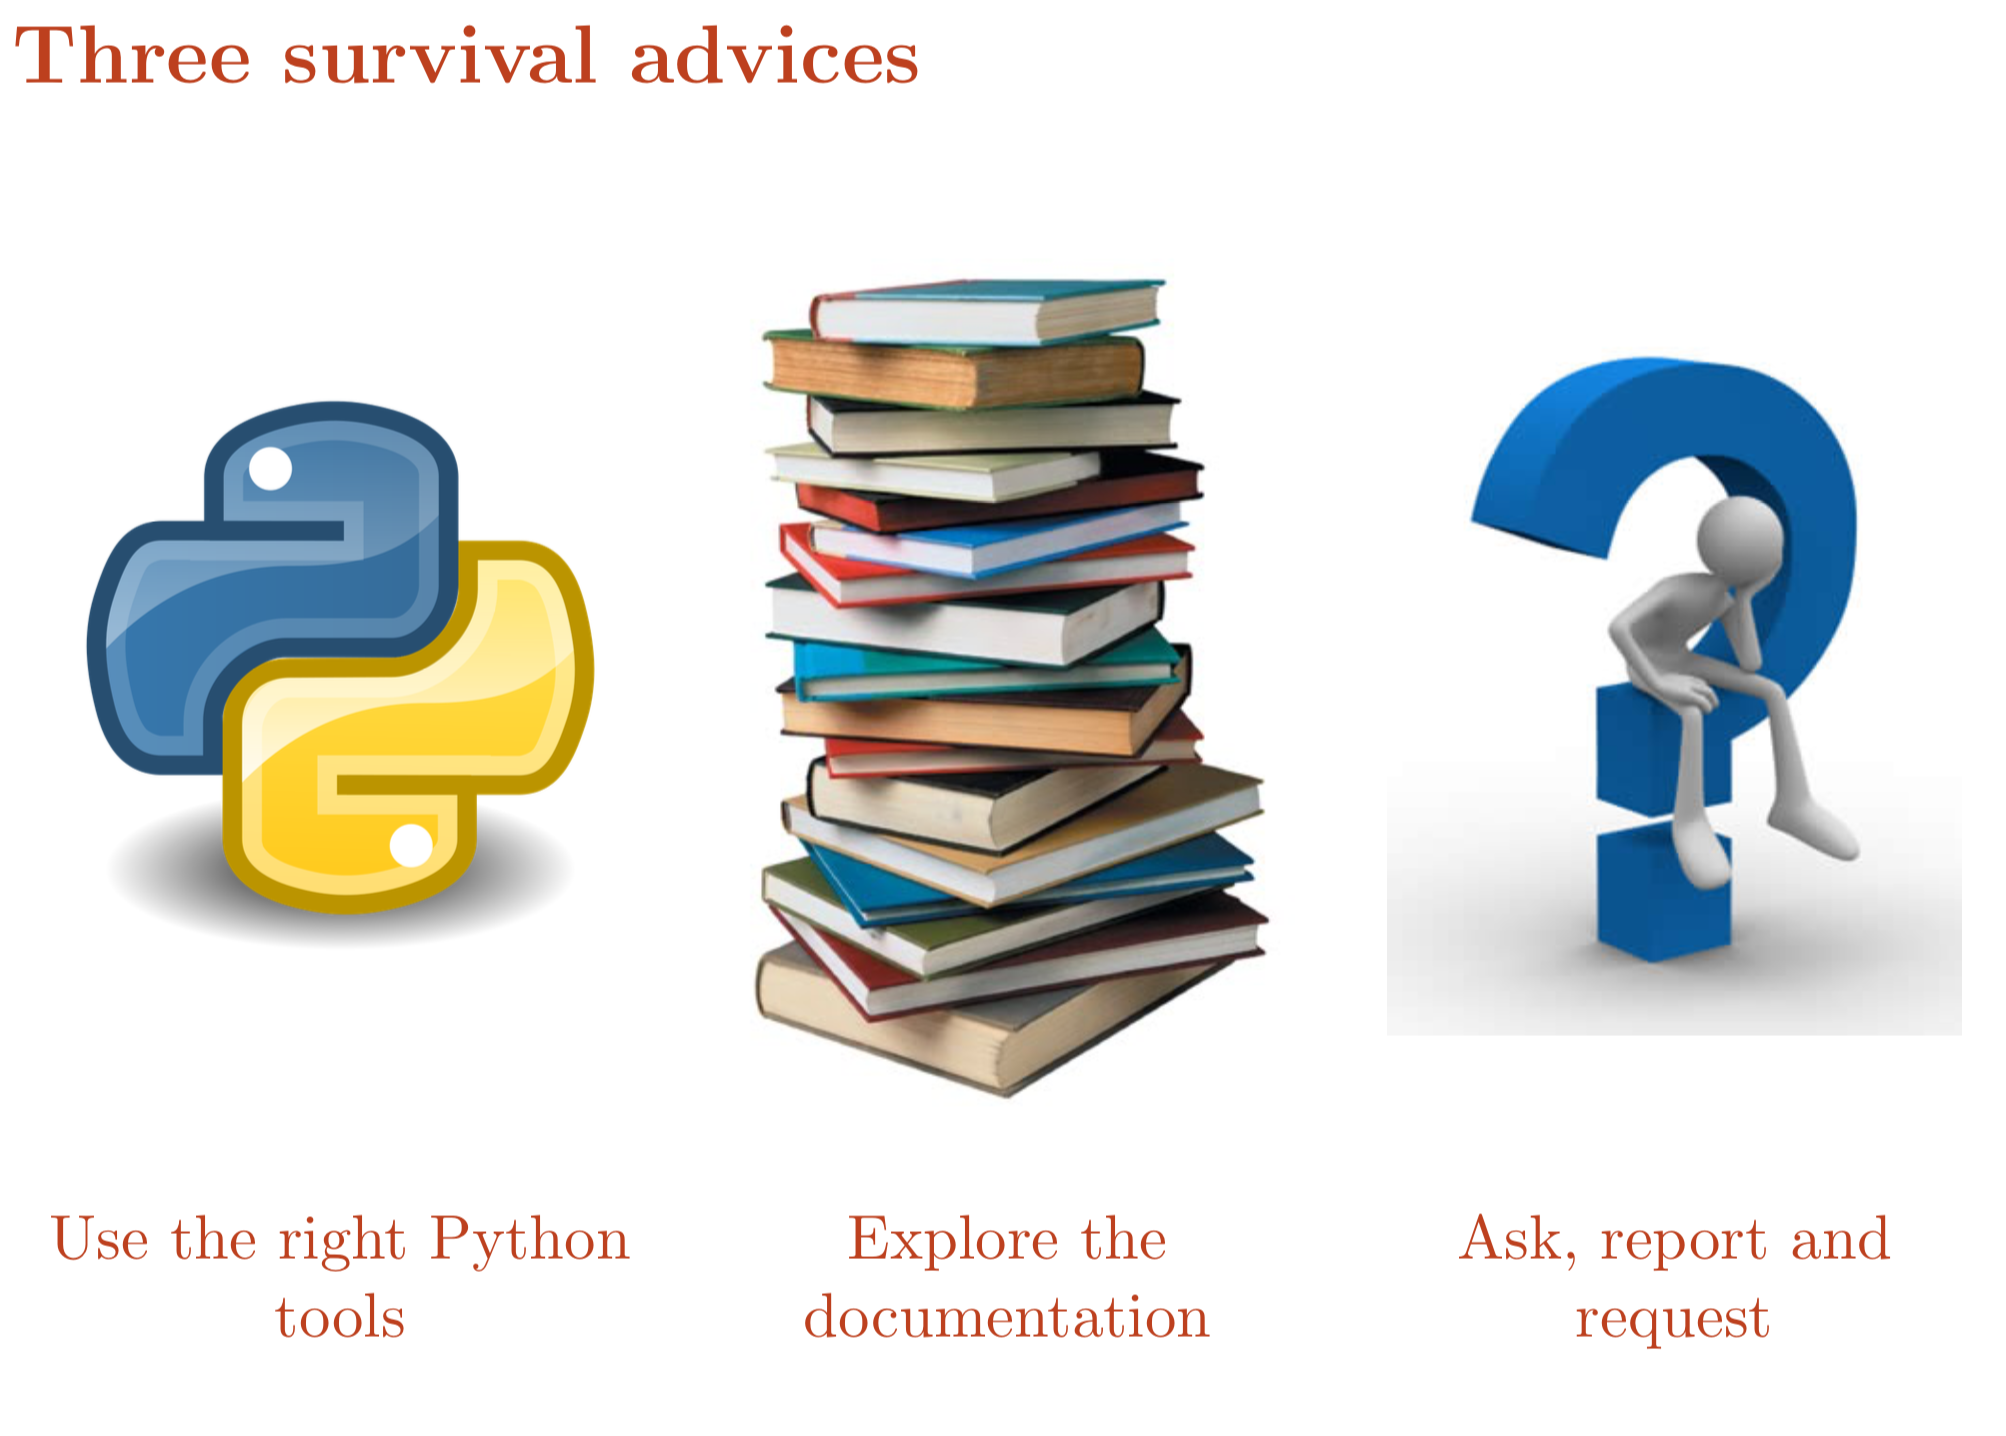 Three survival advices
Use the right Python
tools
Explore the
documentation
Ask, report and
request